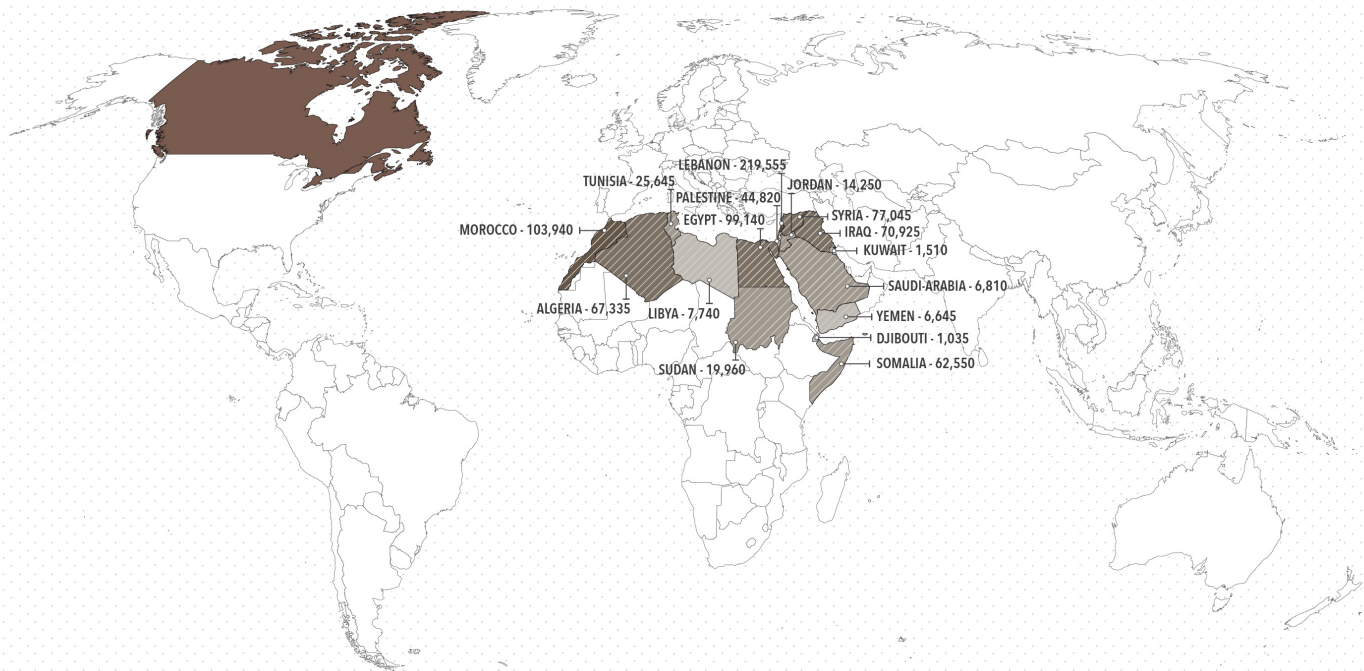 LEBANON - 219,555
TUNISIA - 25,645
JORDAN - 14,250
PALESTINE - 44,820
EGYPT - 99,140
SYRIA - 77,045
MOROCCO - 103,940
IRAQ - 70,925
KUWAIT - 1,510
SAUDI-ARABIA - 6,810
ALGERIA - 67,335
LIBYA - 7,740
YEMEN - 6,645
DJIBOUTI - 1,035
SOMALIA - 62,550
SUDAN - 19,960